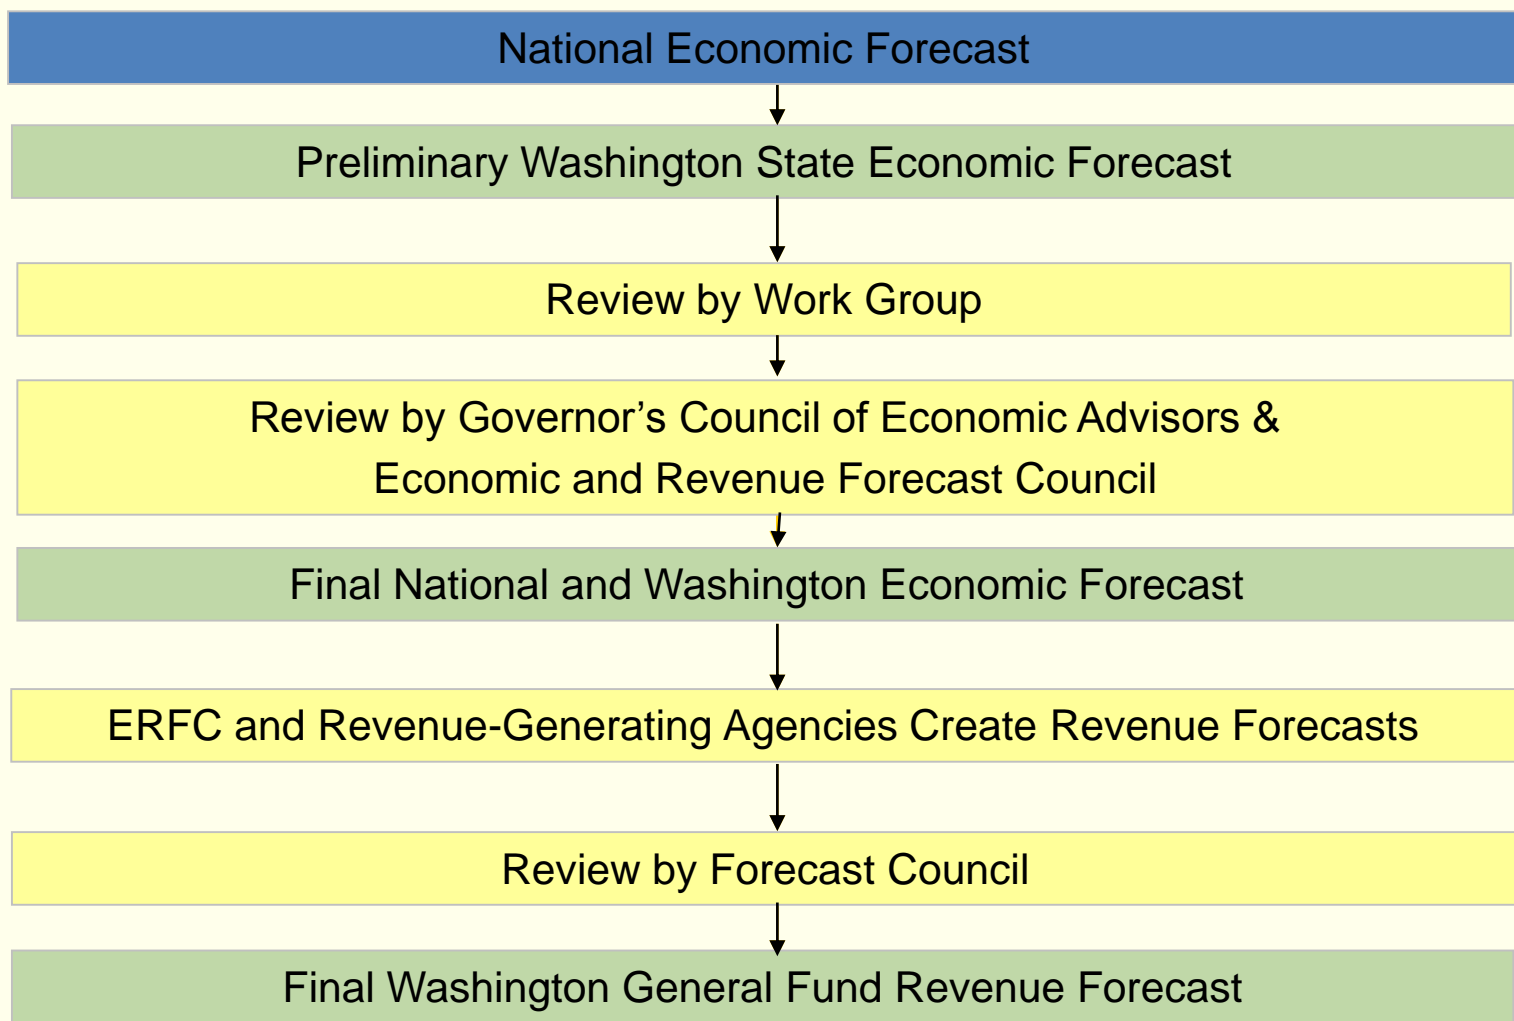 National Economic Forecast
Preliminary Washington State Economic Forecast
Review by Work Group
Review by Governor’s Council of Economic Advisors &
Economic and Revenue Forecast Council
Final National and Washington Economic Forecast
ERFC and Revenue-Generating Agencies Create Revenue Forecasts
Review by Forecast Council
Final Washington General Fund Revenue Forecast